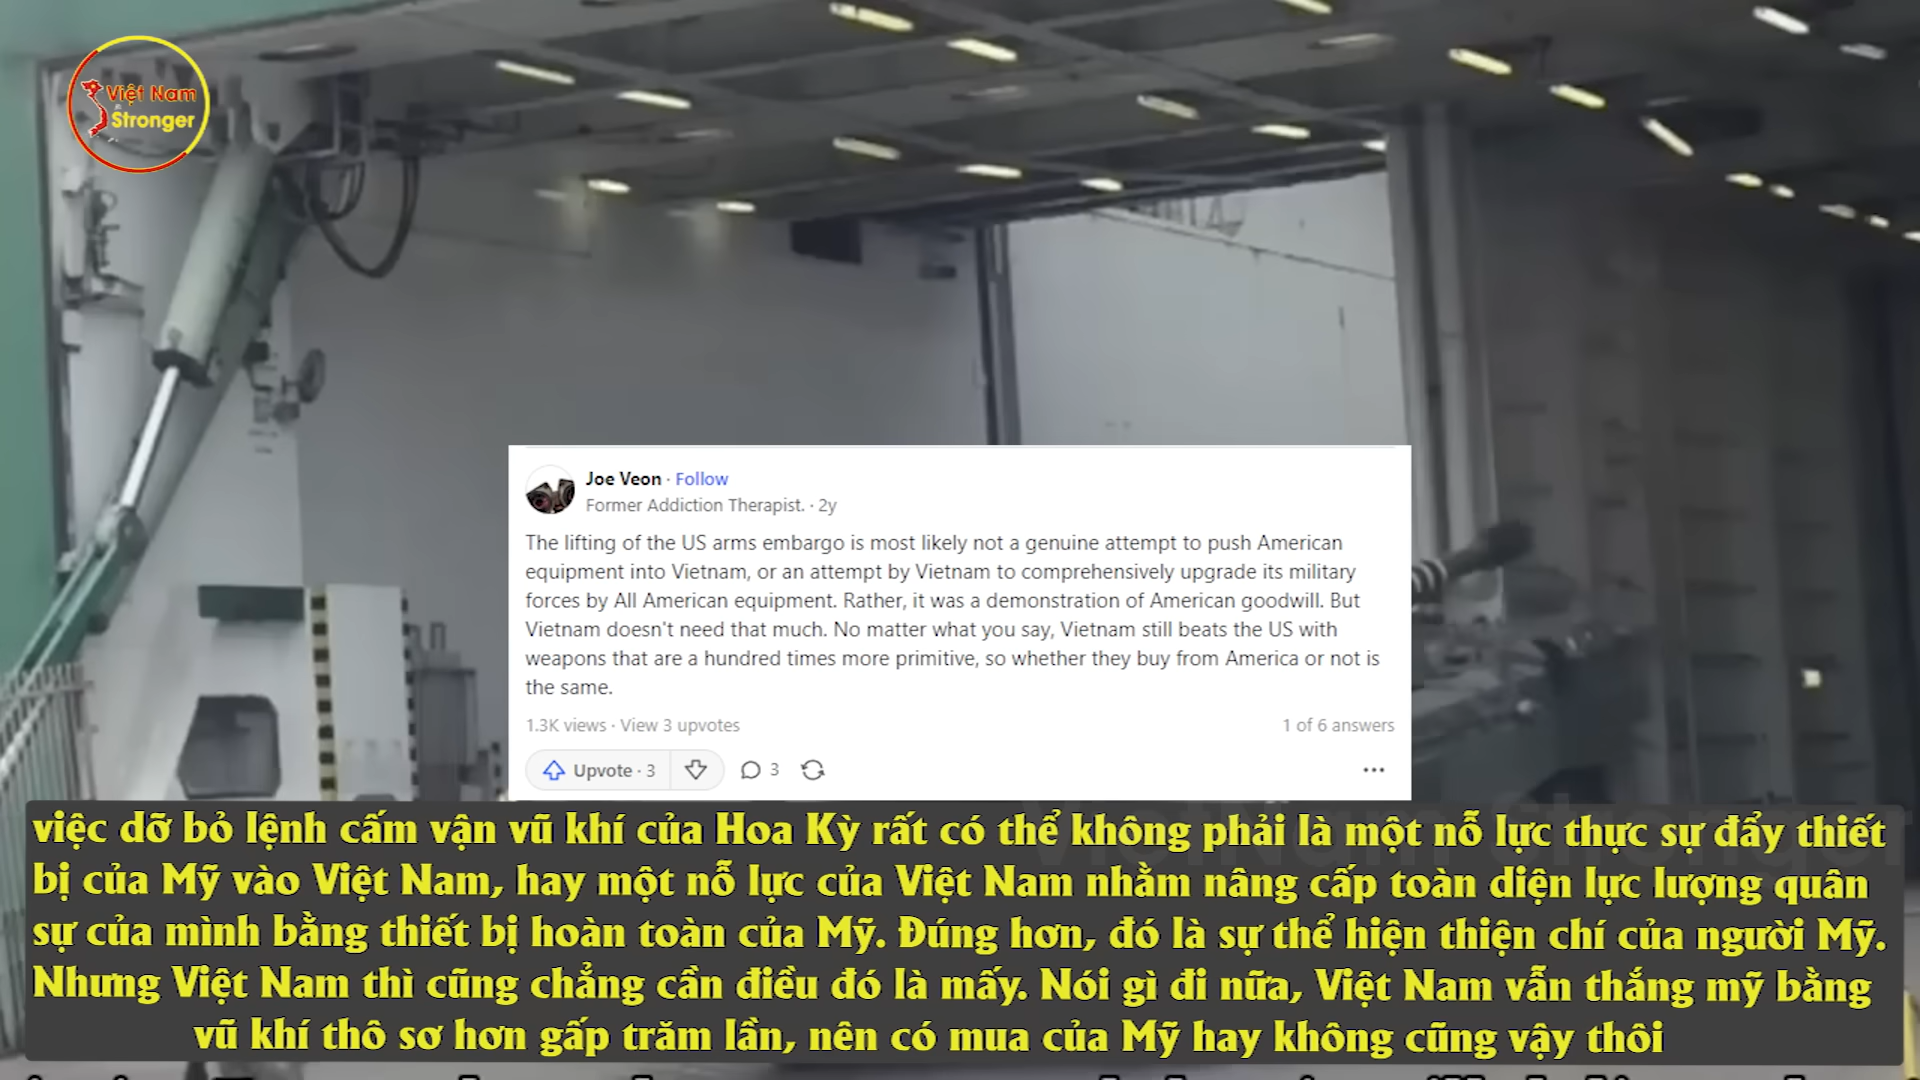 Việt Nam
Stronger
Joe Veon · Follow
Former Addiction Therapist. · 2y
The lifting of the US arms embargo is most likely not a genuine attempt to push American
equipment into Vietnam, or an attempt by Vietnam to comprehensively upgrade its military
forces by All American equipment. Rather, it was a demonstration of American goodwill. But
Vietnam doesn't need that much. No matter what you say, Vietnam still beats the US with
weapons that are a hundred times more primitive, so whether they buy from America or not is
the same.
1.3K views · View 3 upvotes
1 of 6 answers
Upvote · 3
3
việc dỡ bỏ lệnh cấm vận vũ khí của Hoa Kỳ rất có thể không phải là một nỗ lực thực sự đẩy thiết
bị của Mỹ vào Việt Nam, hay một nỗ lực của Việt Nam nhằm nâng cấp toàn diện lực lượng quân
sự của mình bằng thiết bị hoàn toàn của Mỹ. Đúng hơn, đó là sự thể hiện thiện chí của người Mỹ.
Nhưng Việt Nam thì cũng chẳng cần điều đó là mấy. Nói gì đi nữa, Việt Nam vẫn thắng mỹ bằng
vũ khí thô sơ hơn gấp trăm lần, nên có mua của Mỹ hay không cũng vậy thôi